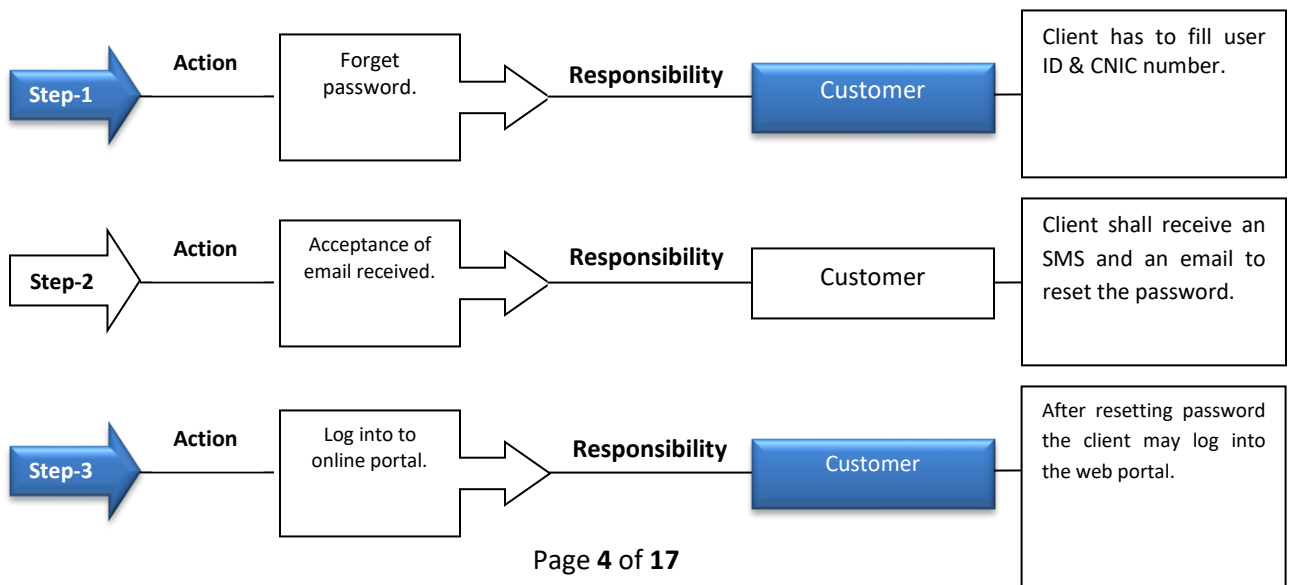 Step-1
Action
Forget
password.
Responsibility
Customer
Client has to fill user
ID & CNIC number.
Step-2
Action
Acceptance of
email received.
Responsibility
Customer
Client shall receive an
SMS and an email to
reset the password.
Step-3
Action
Log into to
online portal.
Responsibility
Customer
After resetting password
the client may log into
the web portal.
Page 4 of 17